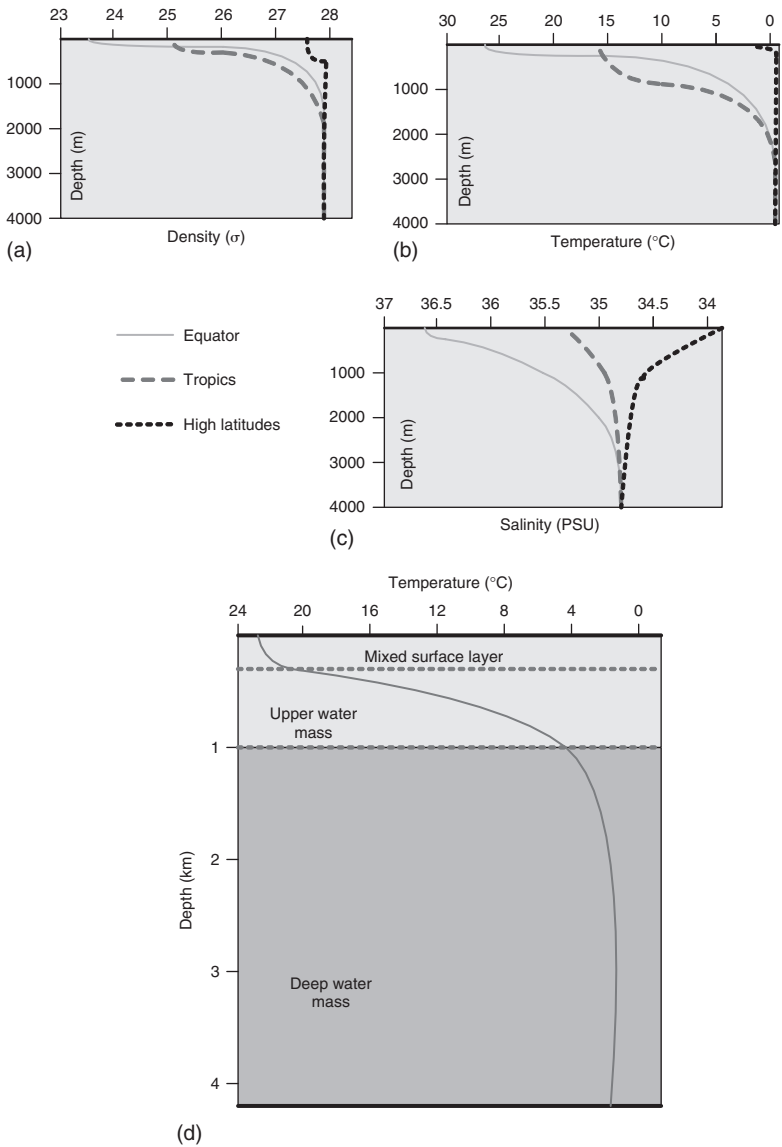 23 24 25 26 27 28
1000
2000
3000
4000
Depth (m)
Density (σ)
(a)
30 25 20 15 10 5 0
1000
2000
3000
4000
Depth (m)
Temperature (°C)
(b)
Equator
Tropics
High latitudes
37 36.5 36 35.5 35 34.5 34
1000
2000
3000
4000
Depth (m)
Salinity (PSU)
(c)
Temperature (°C)
24 20 16 12 8 4 0
Mixed surface layer
Upper water
mass
1
2
3
4
Depth (km)
Deep water
mass
(d)